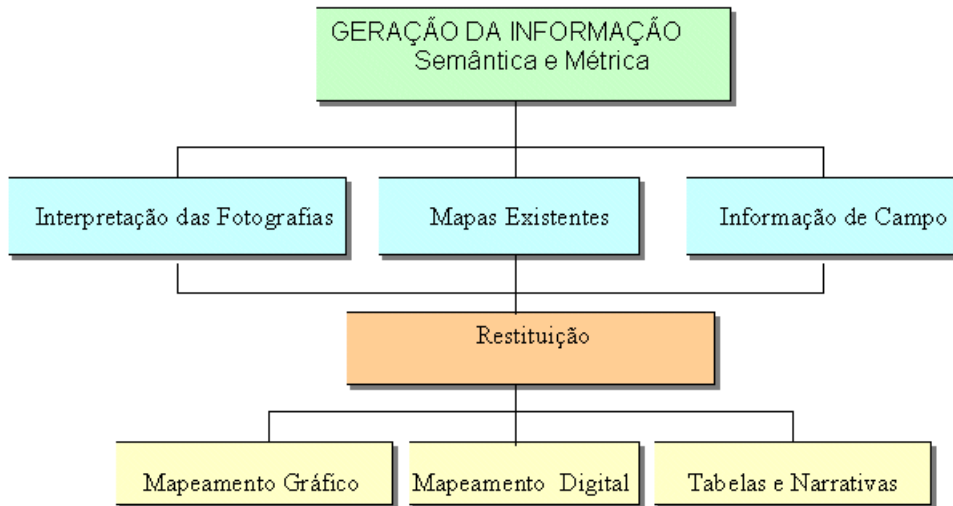 GERAÇÃO DA INFORMAÇÃO
Semântica e Métrica
Interpretação das Fotografías
Mapas Existentes
Informação de Campo
Restituição
Mapeamento Gráfico
Mapeamento Digital
Tabelas e Narrativas